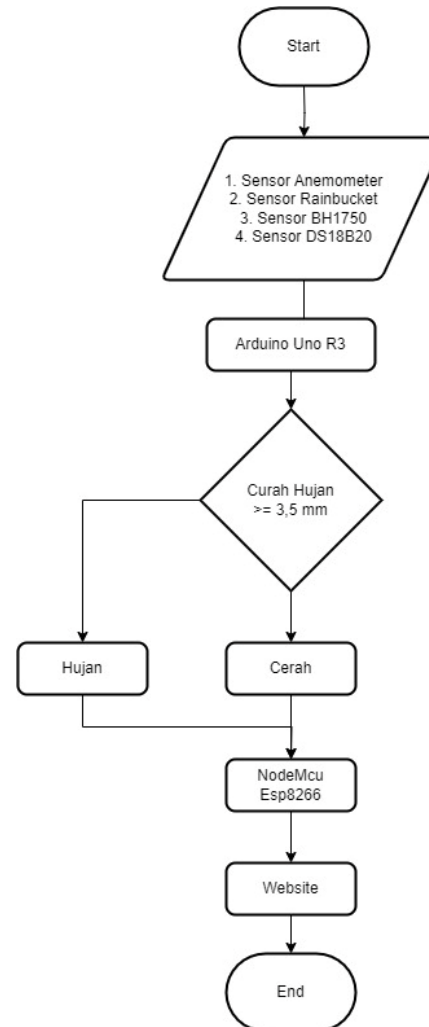 Start
1. Sensor Anemometer
2. Sensor Rainbucket
3. Sensor BH1750
4. Sensor DS18B20
Arduino Uno R3
Curah Hujan
>= 3,5 mm
Hujan
Cerah
NodeMcu
Esp8266
Website
End